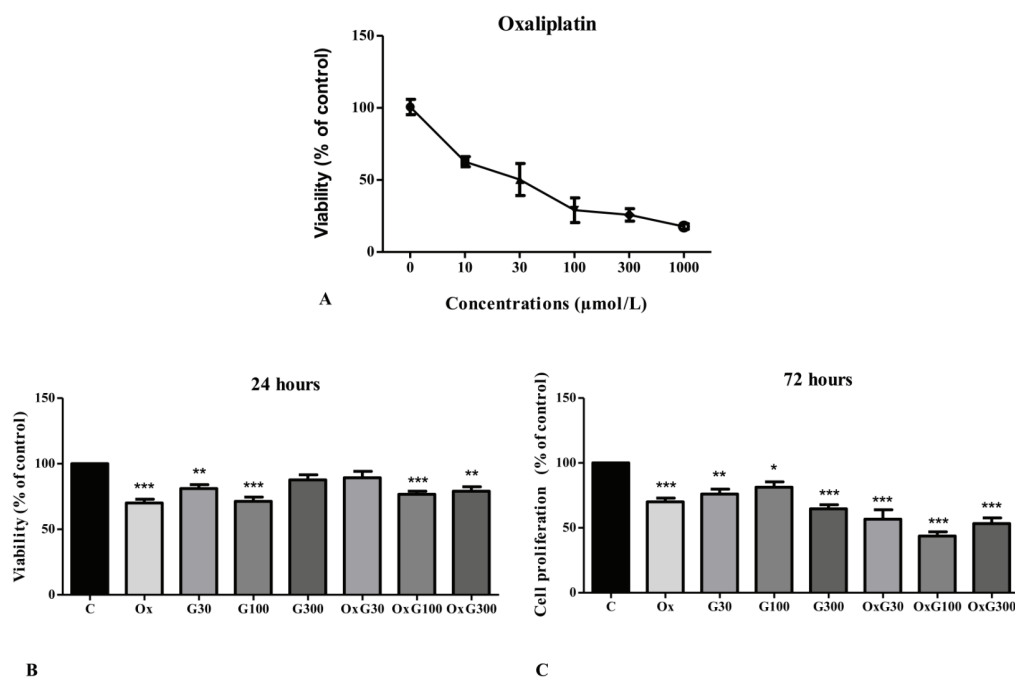 Oxaliplatin
Viability (% of control)
150
100
50
0
0 10 30 100 300 1000
Concentrations (µmol/L)
A
24 hours
Viability (% of control)
150
100
50
0
*** ** *** *** **
C Ox G30 G100 G300 OxG30 OxG100 OxG300
B
72 hours
Cell proliferation (% of control)
150
100
50
0
*** ** * *** *** *** ***
C Ox G30 G100 G300 OxG30 OxG100 OxG300
C